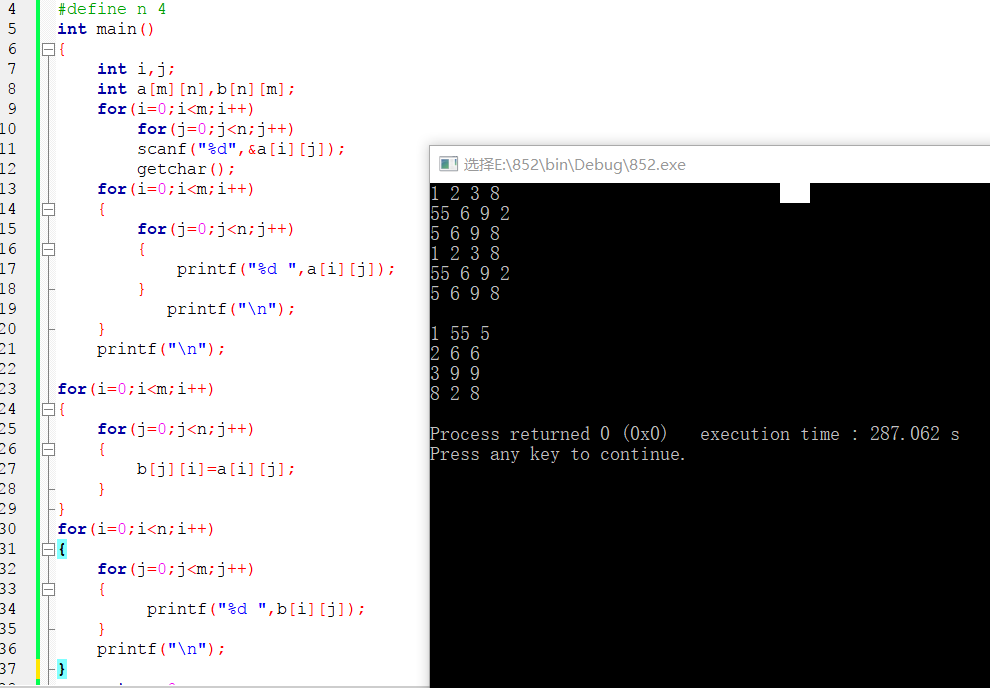 4 #define n 4
5 int main()
6 {
7 int i,j;
8 int a[m][n],b[n][m];
9 for(i=0;i<m;i++)
10 for(j=0;j<n;j++)
11 scanf("%d",&a[i][j]);
12 getchar();
13 for(i=0;i<m;i++)
14 {
15 for(j=0;j<n;j++)
16 {
17 printf("%d ",a[i][j]);
18 }
19 printf("\n");
20 }
21 printf("\n");
22
23 for(i=0;i<m;i++)
24 {
25 for(j=0;j<n;j++)
26 {
27 b[j][i]=a[i][j];
28 }
29 }
30 for(i=0;i<n;i++)
31 {
32 for(j=0;j<m;j++)
33 {
34 printf("%d ",b[i][j]);
35 }
36 printf("\n");
37 }
选择E:\852\bin\Debug\852.exe
1 2 3 8
55 6 9 2
5 6 9 8
1 2 3 8
55 6 9 2
5 6 9 8
1 55 5
2 6 6
3 9 9
8 2 8
Process returned 0 (0x0) execution time : 287.062 s
Press any key to continue.